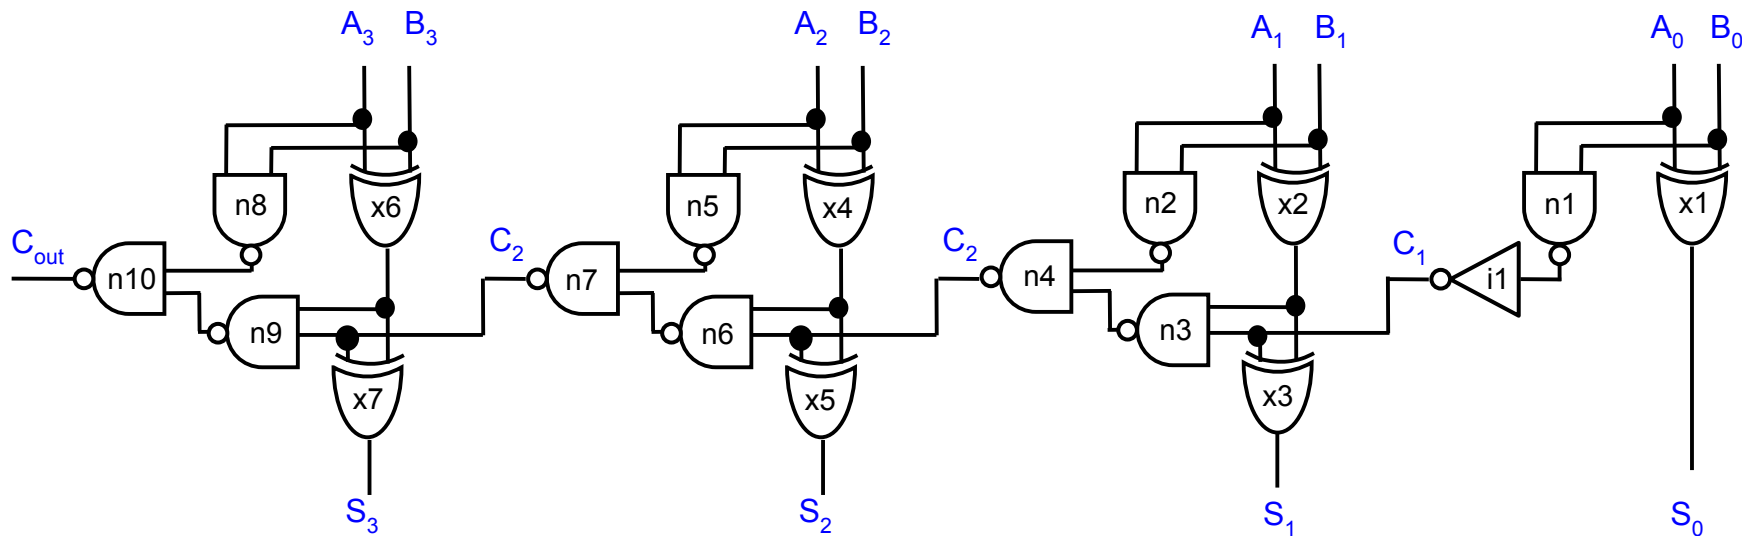 A3 B3 A2 B2 A1 B1 A0 B0
n8 x6 n5 x4 n2 x2 n1 x1
Cout n10 C2 n7 C2 n4 C1 i1
n9 n6 n3
x7 x5 x3
S3 S2 S1 S0